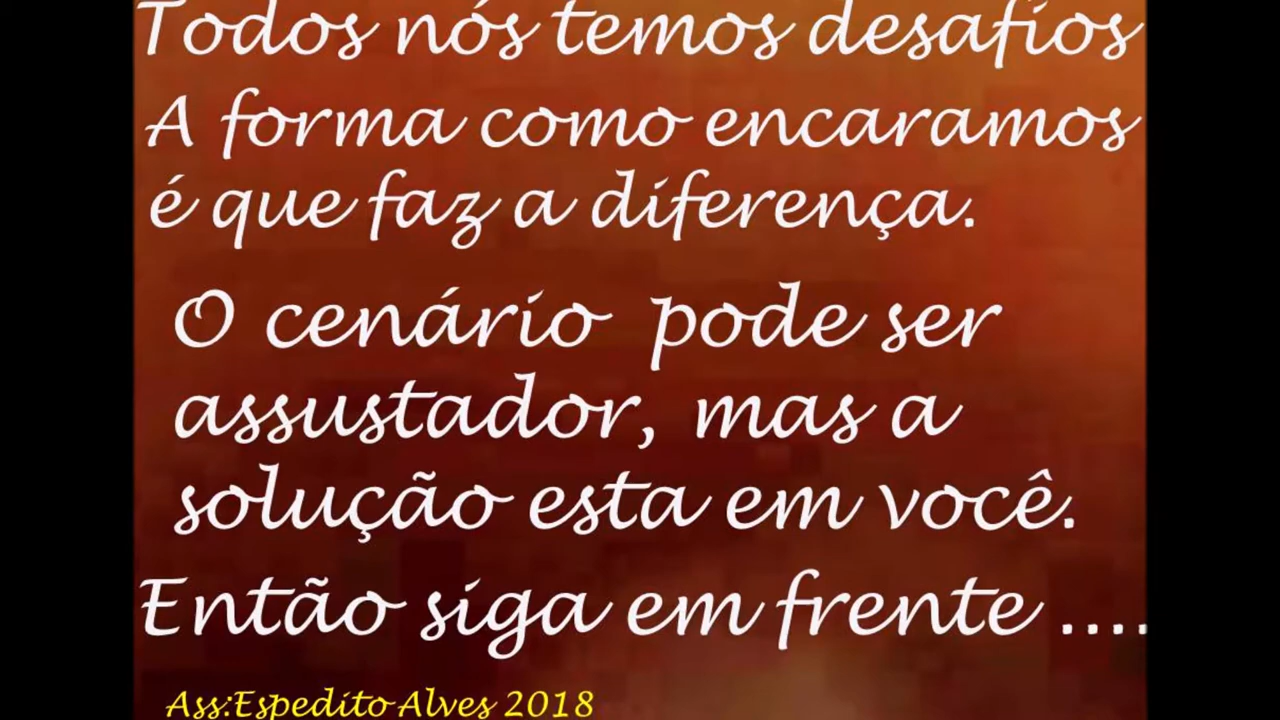 Todos nós temos desafios
A forma como encaramos
é que faz a diferença.
O cenário pode ser
assustador, mas a
solução esta em você.
Então siga em frente ....
Ass:Espedito Alves 2018